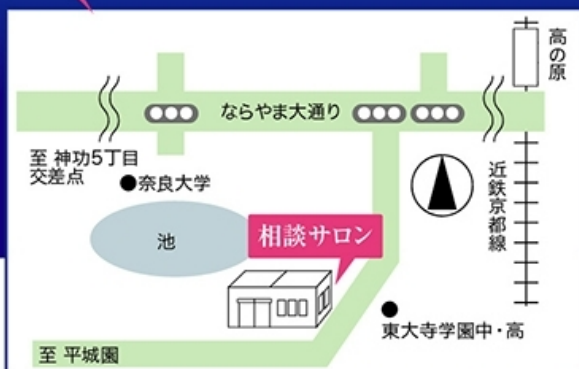 高の原
ならやま大通り
至 神功5丁目
交差点
奈良大学
近鉄京都線
池
相談サロン
東大寺学園中・高
至 平城園